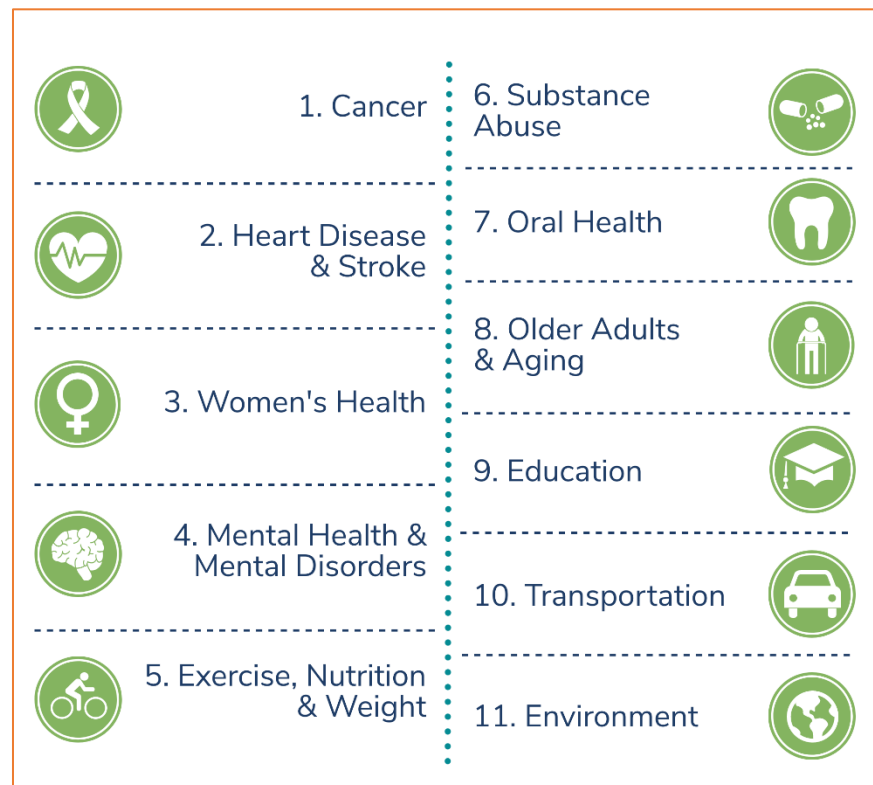 1. Cancer
2. Heart Disease
& Stroke
3. Women's Health
4. Mental Health &
Mental Disorders
5. Exercise, Nutrition
& Weight
6. Substance
Abuse
7. Oral Health
8. Older Adults
& Aging
9. Education
10. Transportation
11. Environment